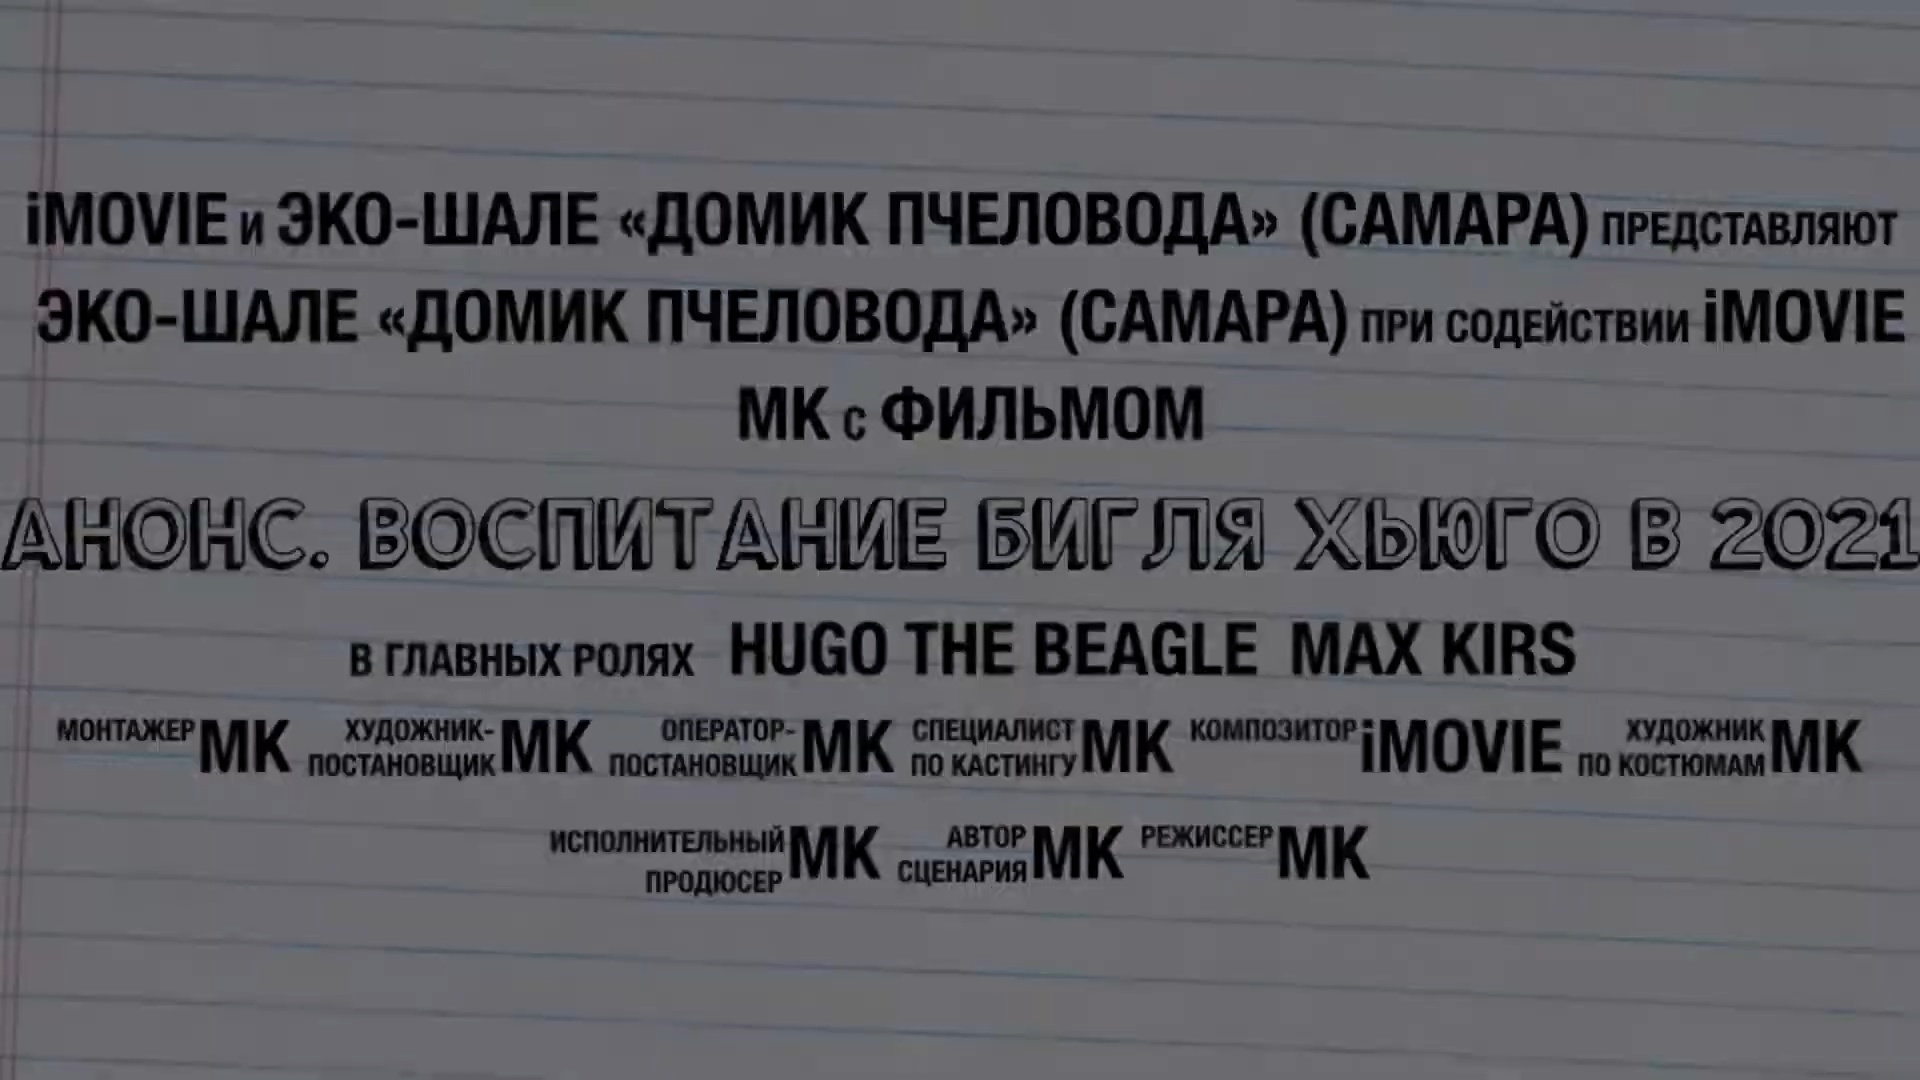 iMOVIE и ЭКО-ШАЛЕ «ДОМИК ПЧЕЛОВОДА» (САМАРА) ПРЕДСТАВЛЯЮТ
ЭКО-ШАЛЕ «ДОМИК ПЧЕЛОВОДА» (САМАРА) ПРИ СОДЕЙСТВИИ iMOVIE
МК с ФИЛЬМОМ
АНОНС. ВОСПИТАНИЕ БИГЛЯ ХЬЮГО В 2021
В ГЛАВНЫХ РОЛЯХ HUGO THE BEAGLE MAX KIRS
МОНТАЖЕР МК ХУДОЖНИК-ПОСТАНОВЩИК МК ОПЕРАТОР-ПОСТАНОВЩИК МК СПЕЦИАЛИСТ ПО КАСТИНГУ МК КОМПОЗИТОР iMOVIE ХУДОЖНИК ПО КОСТЮМАМ МК
ИСПОЛНИТЕЛЬНЫЙ ПРОДЮСЕР МК АВТОР СЦЕНАРИЯ МК РЕЖИССЕР МК